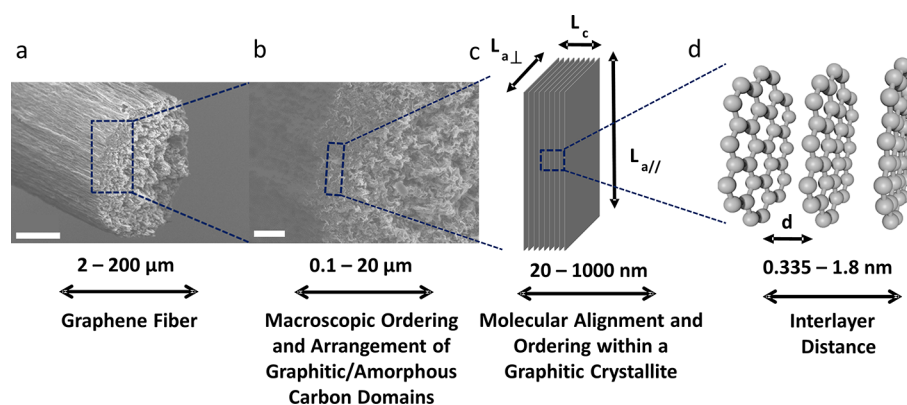 a
b
c
d
L a⊥
L c
L a//
d
2 – 200 µm
Graphene Fiber
0.1 – 20 µm
Macroscopic Ordering
and Arrangement of
Graphitic/Amorphous
Carbon Domains
20 – 1000 nm
Molecular Alignment and
Ordering within a
Graphitic Crystallite
0.335 – 1.8 nm
Interlayer
Distance